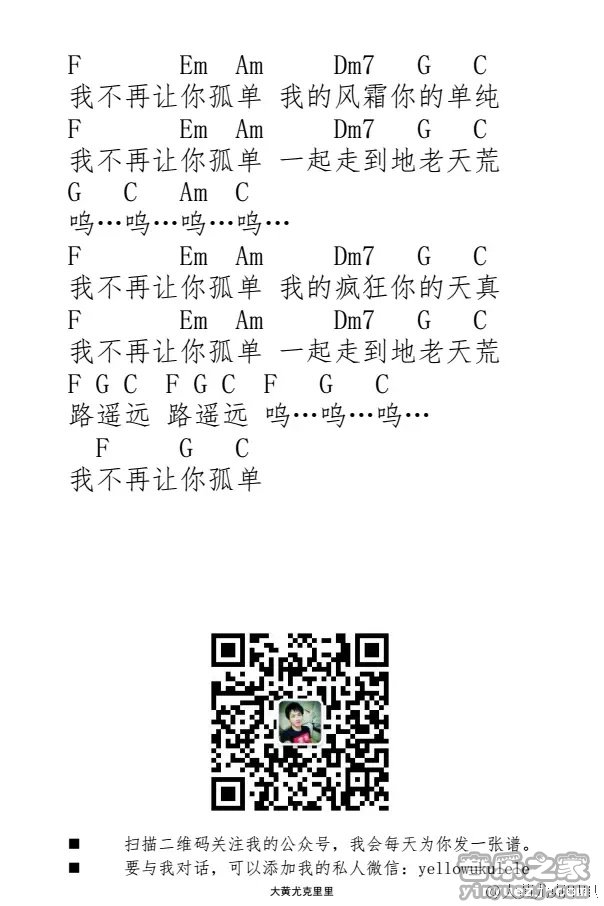 F Em Am Dm7 G C
我不再让你孤单 我的风霜你的单纯
F Em Am Dm7 G C
我不再让你孤单 一起走到地老天荒
G C Am C
呜…呜…呜…呜…
F Em Am Dm7 G C
我不再让你孤单 我的疯狂你的天真
F Em Am Dm7 G C
我不再让你孤单 一起走到地老天荒
F G C F G C F G C
路遥远 路遥远 呜…呜…呜…
F G C
我不再让你孤单
■ 扫描二维码关注我的公众号，我会每天为你发一张谱。
■ 要与我对话，可以添加我的私人微信：yellowukulele
大黄尤克里里
音乐之家